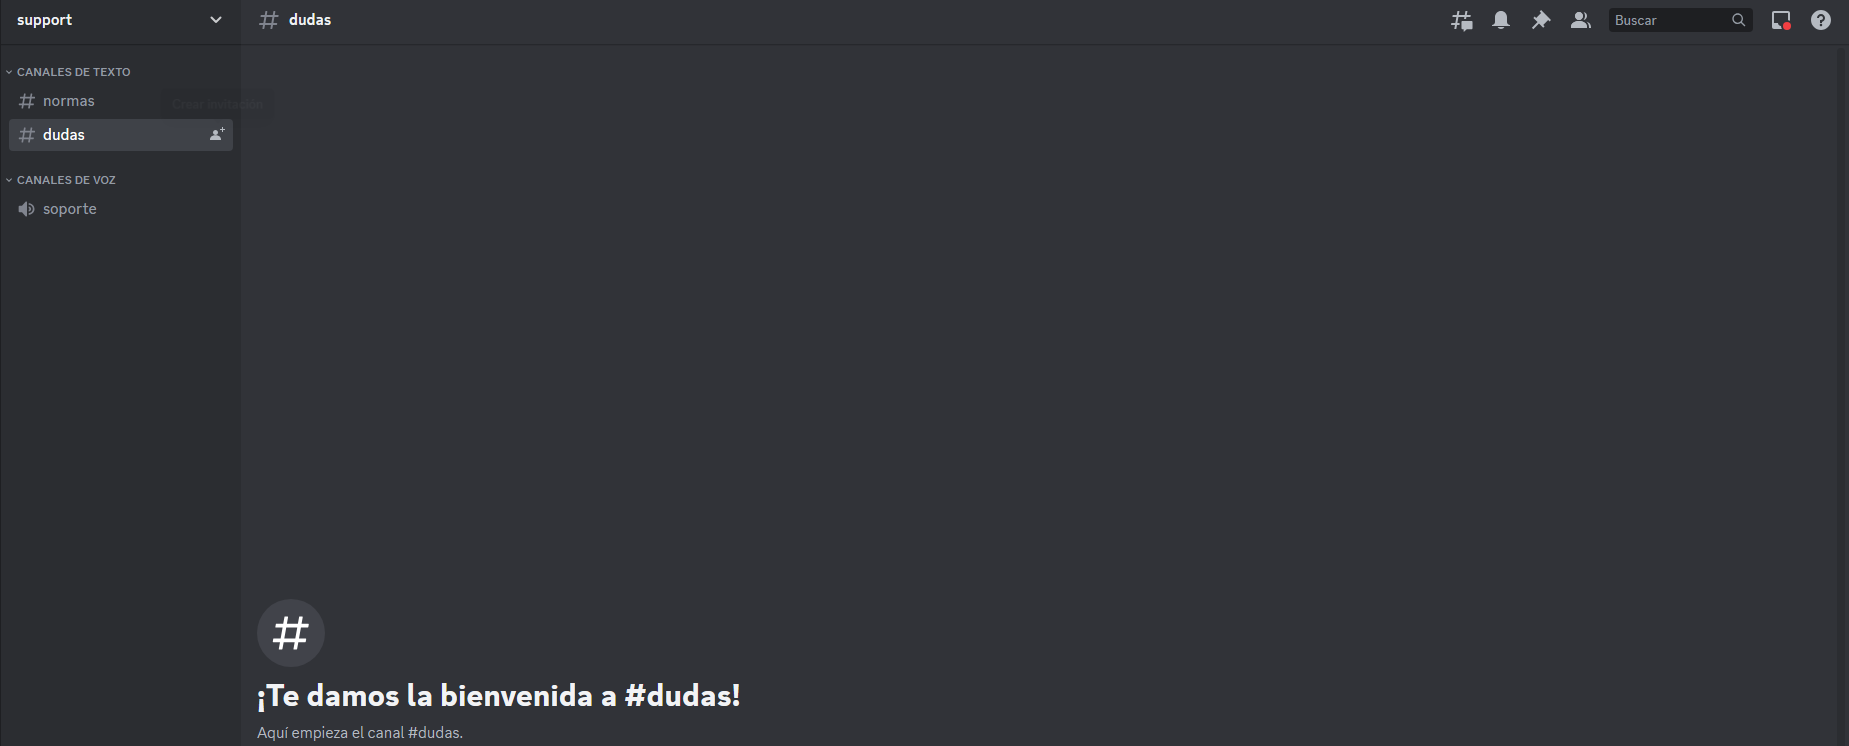 support
dudas
Buscar
CANALES DE TEXTO
normas
Crear invitación
dudas
CANALES DE VOZ
soporte
¡Te damos la bienvenida a #dudas!
Aquí empieza el canal #dudas.